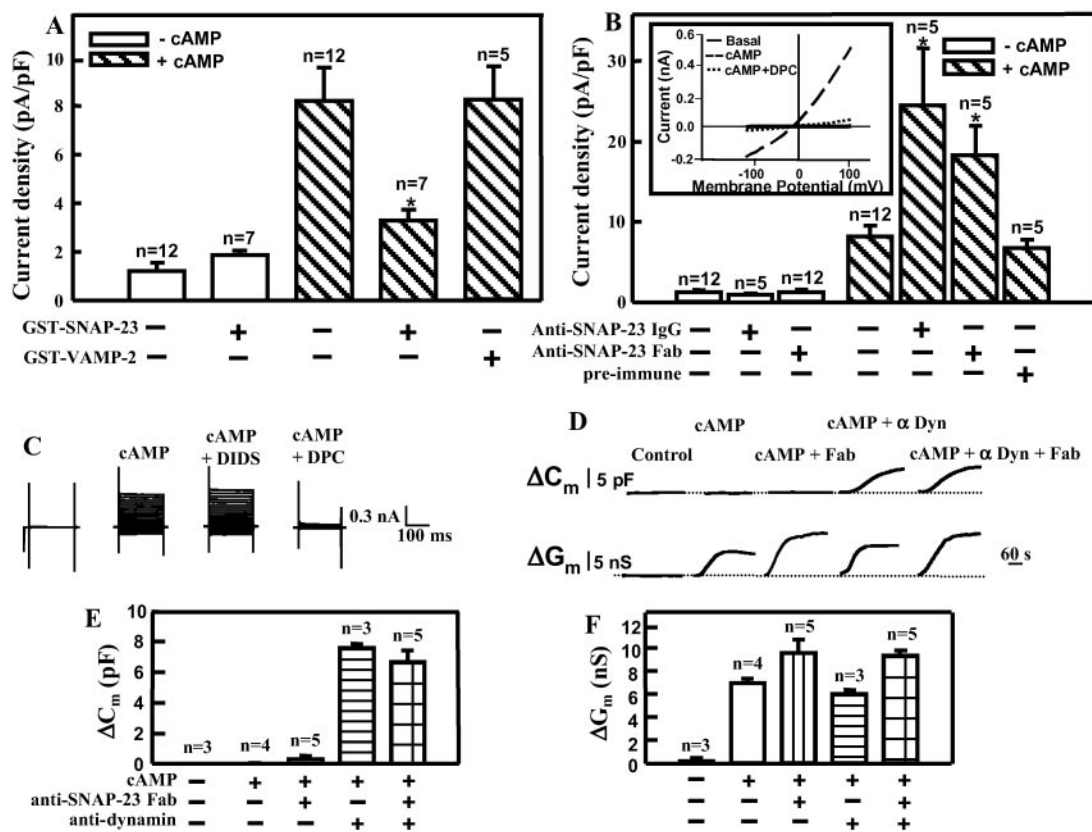 A
- cAMP
+ cAMP
Current density (pA/pF)
10
8
6
4
2
0
n=12
n=7
n=12
n=7
*
n=5
GST-SNAP-23 – + – + –
GST-VAMP-2 – – – – +
B
- cAMP
+ cAMP
Current density (pA/pF)
30
20
10
0
Basal
cAMP
cAMP+DPC
Current (nA)
0.6
0.4
0.2
0.0
-0.2
-100 0 100
Membrane Potential (mV)
n=12
n=5
n=12
n=12
n=5
*
n=5
*
n=5
Anti-SNAP-23 IgG – + – – + – –
Anti-SNAP-23 Fab – – + – – + –
pre-immune – – – – – – +
C
cAMP
cAMP + DIDS
cAMP + DPC
0.3 nA
100 ms
D
cAMP
cAMP + α Dyn
Control
cAMP + Fab
cAMP + α Dyn + Fab
ΔCm 5 pF
ΔGm 5 nS
60 s
E
ΔCm (pF)
10
8
6
4
2
0
n=3
n=4
n=5
n=3
n=5
cAMP – + + + +
anti-SNAP-23 Fab – – + – +
anti-dynamin – – – + +
F
ΔGm (nS)
12
10
8
6
4
2
0
n=3
n=4
n=5
n=3
n=5
– + + + +
– – + – +
– – – + +